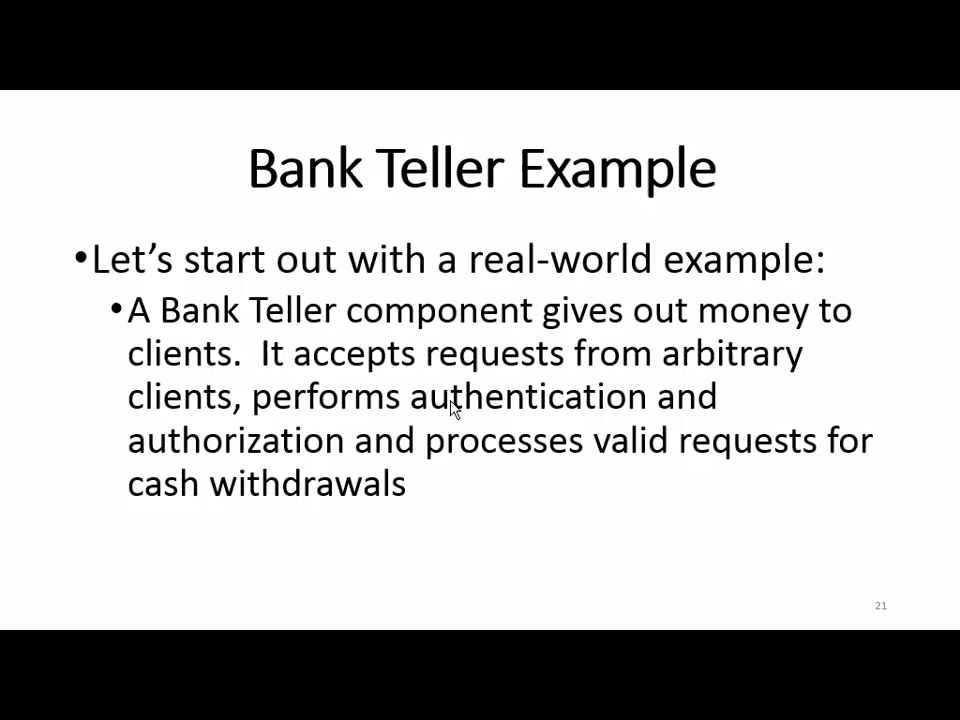 Bank Teller Example
•Let’s start out with a real-world example:
•A Bank Teller component gives out money to
clients.  It accepts requests from arbitrary
clients, performs authentication and
authorization and processes valid requests for
cash withdrawals
21